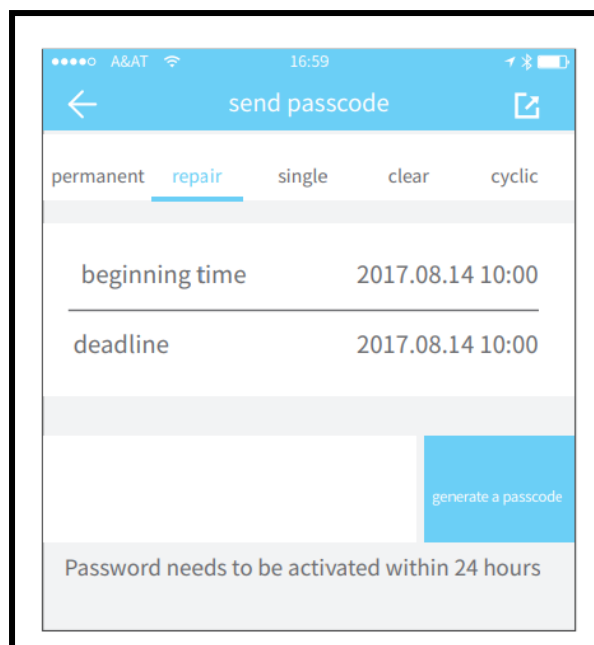 A&AT 16:59
send passcode
permanent repair single clear cyclic
beginning time 2017.08.14 10:00
deadline 2017.08.14 10:00
generate a passcode
Password needs to be activated within 24 hours